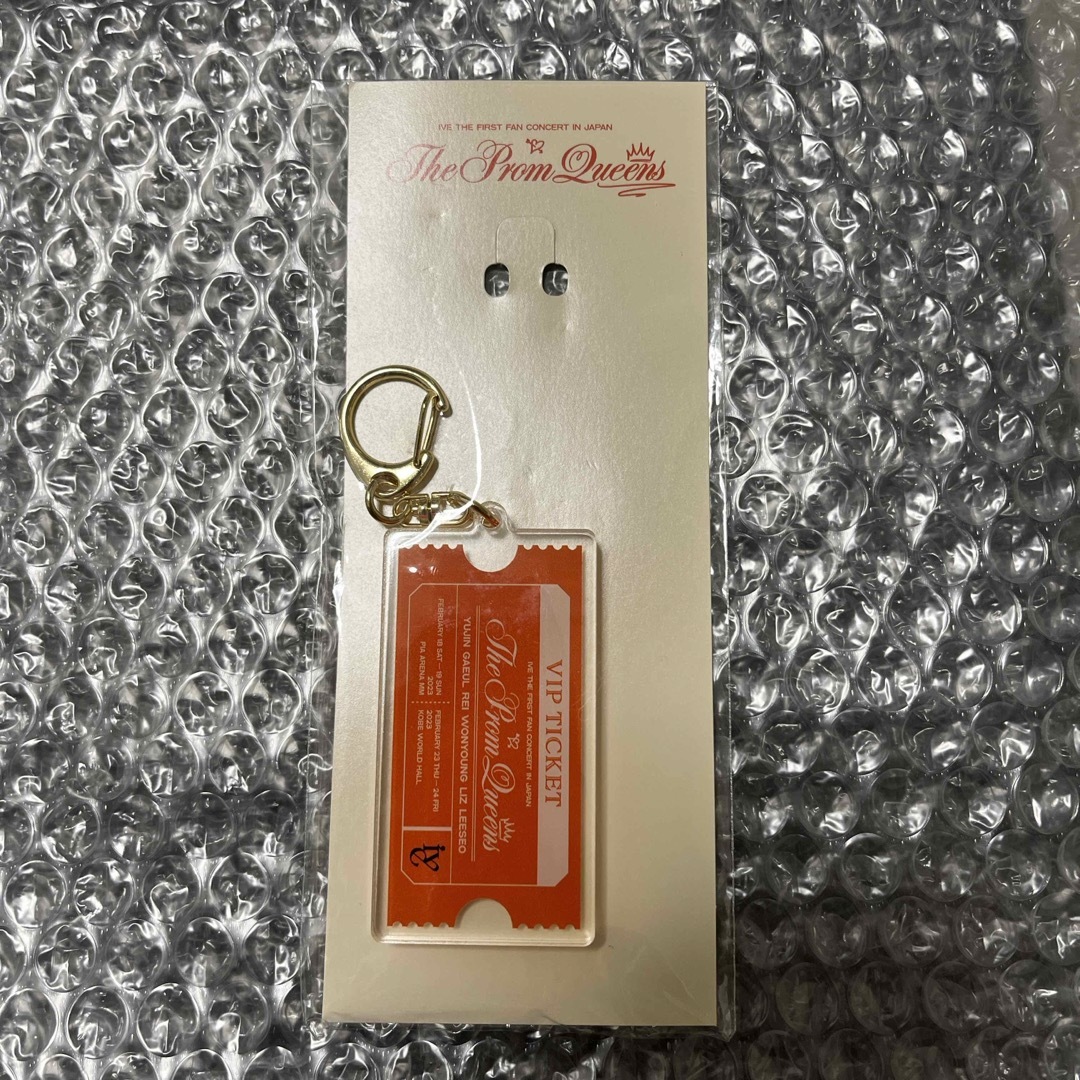 IVE THE FIRST FAN CONCERT IN JAPAN
The Prom Queens
VIP TICKET
IVE THE FIRST FAN CONCERT IN JAPAN
The Prom Queens
YUJIN GAEUL REI WONYOUNG LIZ LEESEO
FEBRUARY 18 SAT — 19 SUN
2023
PIA ARENA MM
FEBRUARY 23 THU — 24 FRI
2023
KOBE WORLD HALL